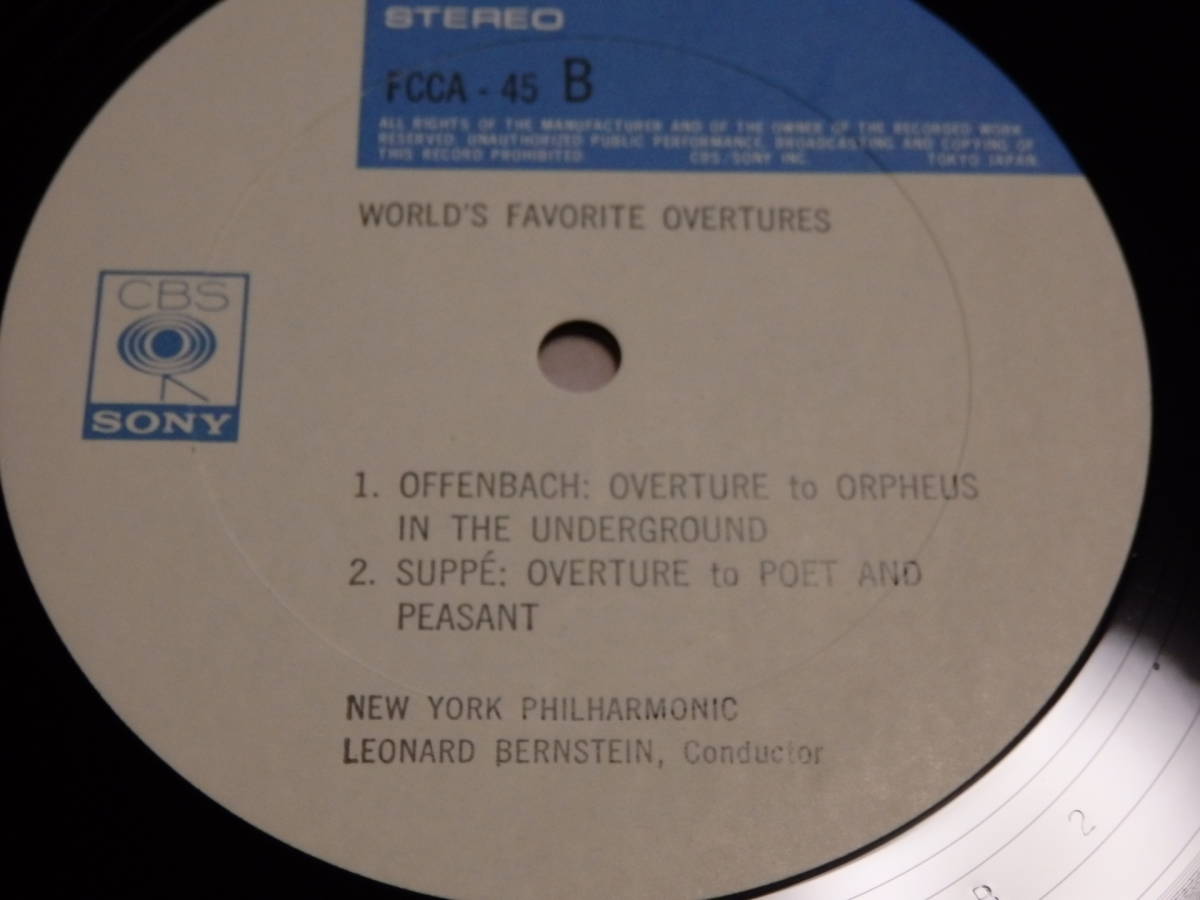 STEREO
FCCA - 45 B
ALL RIGHTS OF THE MANUFACTURER AND OF THE OWNER OF THE RECORDED WORK
RESERVED. UNAUTHORIZED PUBLIC PERFORMANCE, BROADCASTING AND COPYING OF
THIS RECORD PROHIBITED. CBS/SONY INC. TOKYO JAPAN
WORLD'S FAVORITE OVERTURES
CBS
SONY
1. OFFENBACH: OVERTURE to ORPHEUS
IN THE UNDERGROUND
2. SUPPÉ: OVERTURE to POET AND
PEASANT
NEW YORK PHILHARMONIC
LEONARD BERNSTEIN, Conductor
2